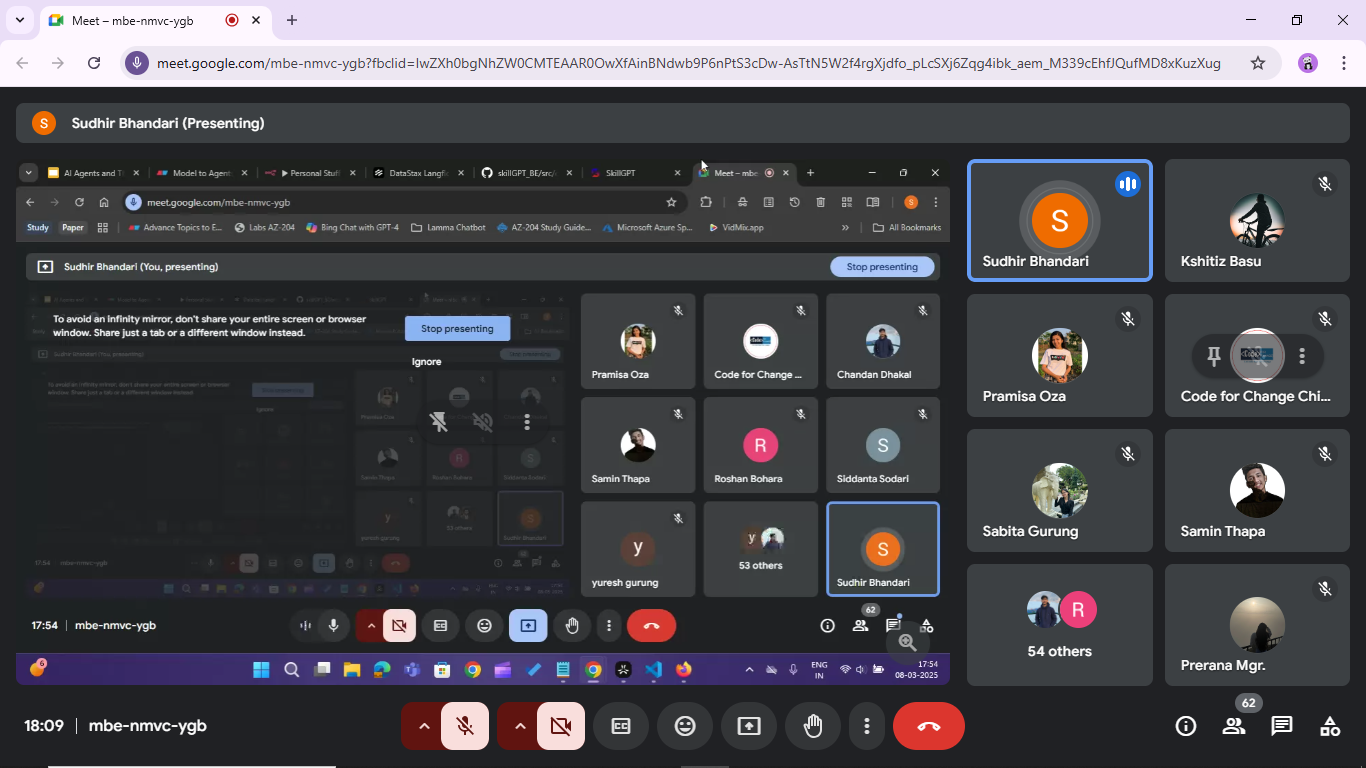 Meet – mbe-nmvc-ygb
meet.google.com/mbe-nmvc-ygb?fbclid=IwZXh0bgNhZW0CMTEAAR0OwXfAinBNdwb9P6nPtS3cDw-AsTtN5W2f4rgXjdfo_pLcSXj6Zqg4ibk_aem_M339cEhfJQufMD8xKuzXug
S Sudhir Bhandari (Presenting)
AI Agents and T Model to Agent Personal Stuff DataStax Langfl skillGPT_BE/src/ SkillGPT Meet – mbe
meet.google.com/mbe-nmvc-ygb S
Study Paper Advance Topics to E... Labs AZ-204 Bing Chat with GPT-4 Lamma Chatbot AZ-204 Study Guide... Microsoft Azure Sp... VidMix.app » All Bookmarks
Sudhir Bhandari (You, presenting) Stop presenting
To avoid an infinity mirror, don't share your entire screen or browser
window. Share just a tab or a different window instead.
Stop presenting
Ignore
Pramisa Oza Code for Change ... Chandan Dhakal
R S
Samin Thapa Roshan Bohara Siddanta Sodari
y y S
53 others
yuresh gurung Sudhir Bhandari
17:54 mbe-nmvc-ygb 62
6 ENG
IN 17:54
08-03-2025
S
Sudhir Bhandari Kshitiz Basu
Pramisa Oza Code for Change Chi...
Sabita Gurung Samin Thapa
R
54 others Prerana Mgr.
18:09 mbe-nmvc-ygb 62